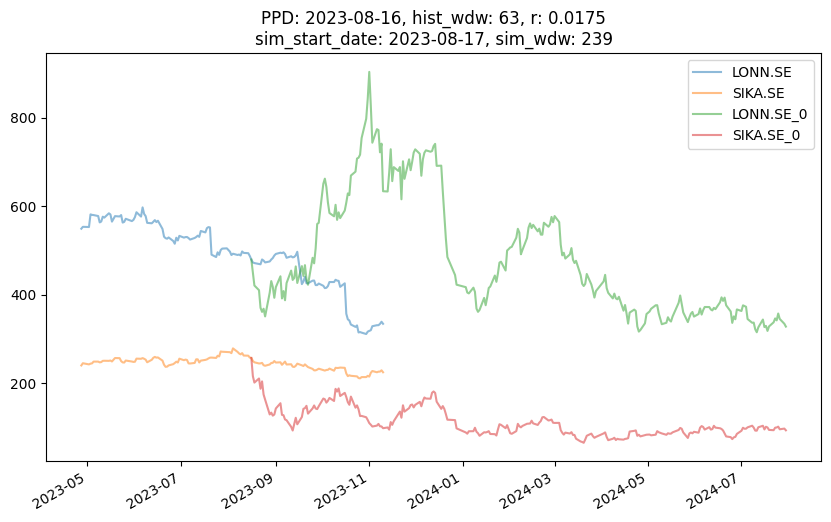 PPD: 2023-08-16, hist_wdw: 63, r: 0.0175
sim_start_date: 2023-08-17, sim_wdw: 239
LONN.SE
SIKA.SE
LONN.SE_0
SIKA.SE_0
800
600
400
200
2023-05
2023-07
2023-09
2023-11
2024-01
2024-03
2024-05
2024-07